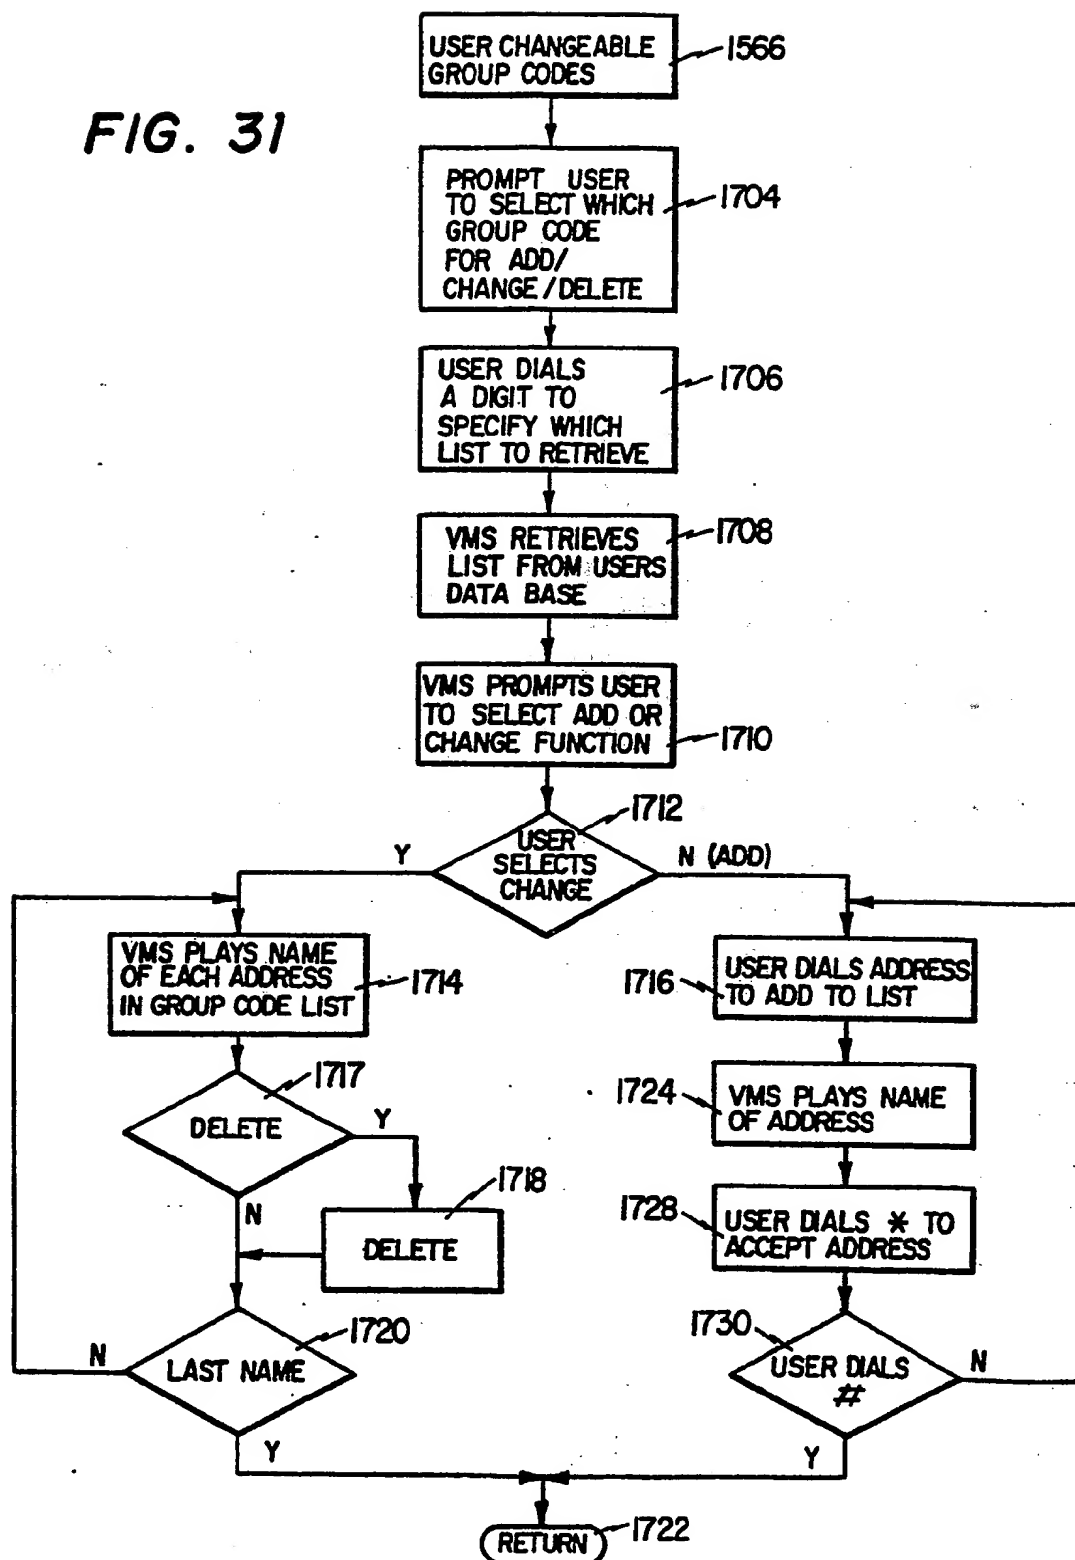 FIG. 31
USER CHANGEABLE
GROUP CODES
1566
PROMPT USER
TO SELECT WHICH
GROUP CODE
FOR ADD/
CHANGE/DELETE
1704
USER DIALS
A DIGIT TO
SPECIFY WHICH
LIST TO RETRIEVE
1706
VMS RETRIEVES
LIST FROM USERS
DATA BASE
1708
VMS PROMPTS USER
TO SELECT ADD OR
CHANGE FUNCTION
1710
1712
USER
SELECTS
CHANGE
Y
N (ADD)
VMS PLAYS NAME
OF EACH ADDRESS
IN GROUP CODE LIST
1714
1716
USER DIALS ADDRESS
TO ADD TO LIST
1717
DELETE
Y
N
1718
DELETE
1724
VMS PLAYS NAME
OF ADDRESS
1728
USER DIALS * TO
ACCEPT ADDRESS
1720
LAST NAME
N
Y
1730
USER DIALS
#
N
Y
RETURN
1722